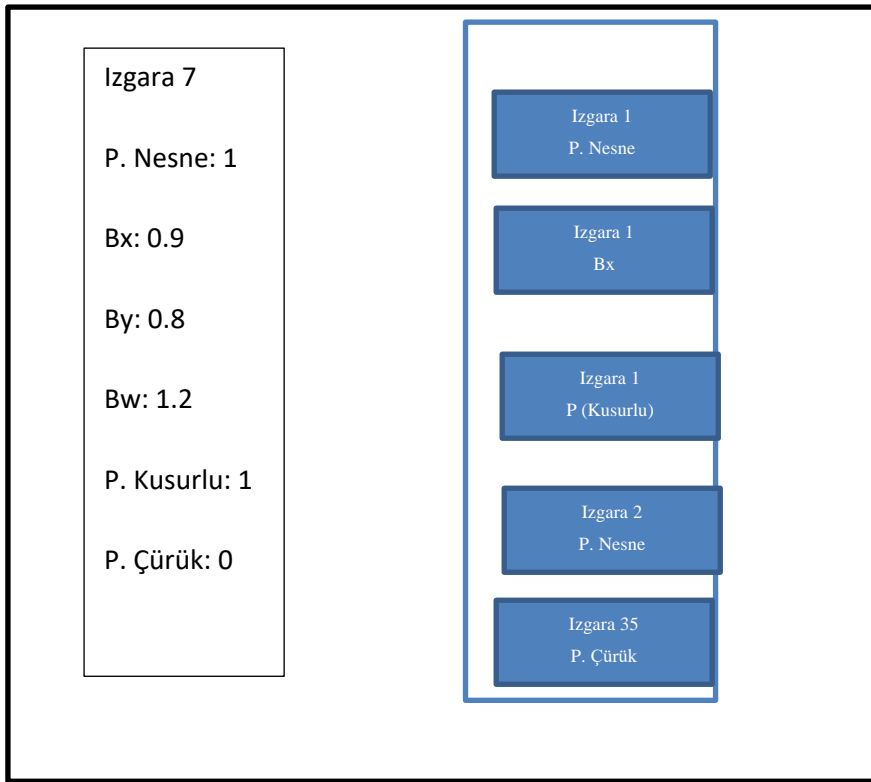 Izgara 7
P. Nesne: 1
Bx: 0.9
By: 0.8
Bw: 1.2
P. Kusurlu: 1
P. Çürük: 0
Izgara 1
P. Nesne
Izgara 1
Bx
Izgara 1
P (Kusurlu)
Izgara 2
P. Nesne
Izgara 35
P. Çürük